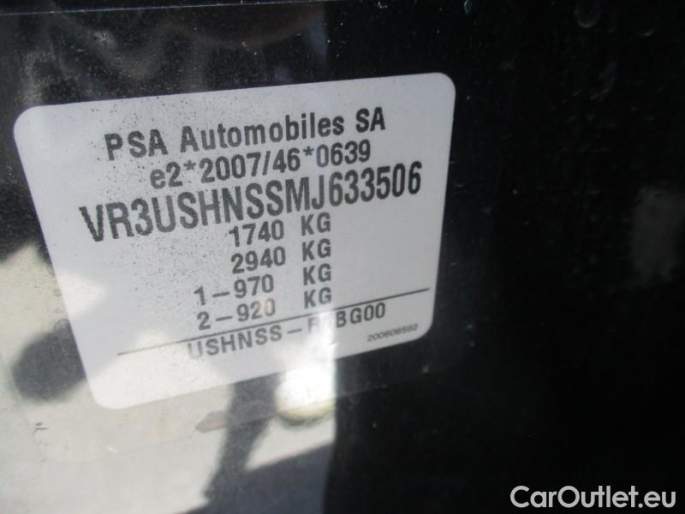 PSA Automobiles SA
e2*2007/46*0639
VR3USHNSSMJ633506
1740 KG
2940 KG
1-970 KG
2-920 KG
CarOutlet.eu